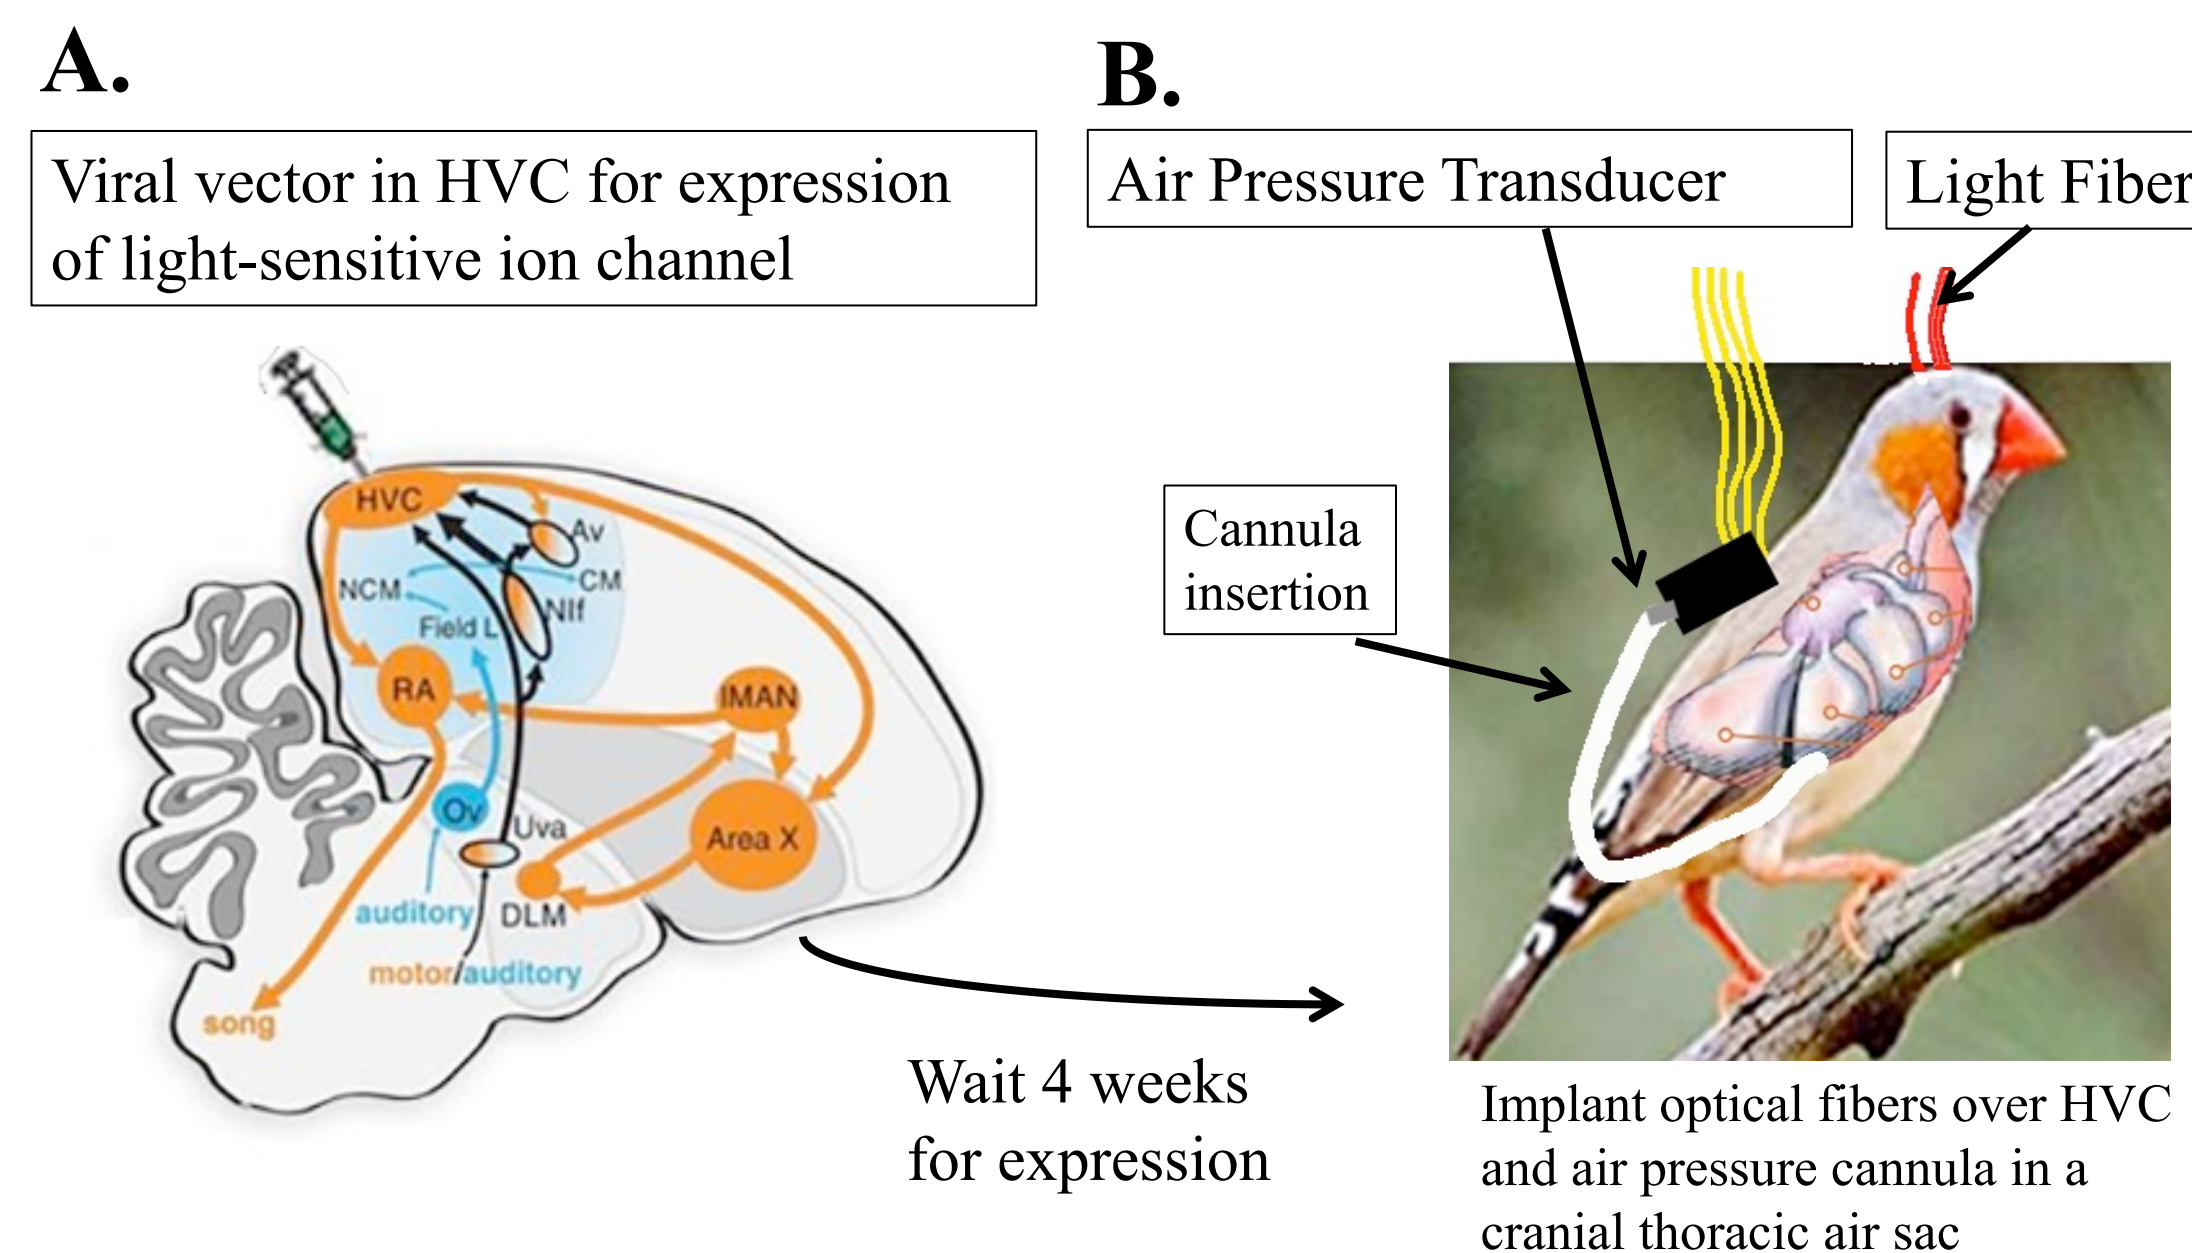 A.
Viral vector in HVC for expression
of light-sensitive ion channel
HVC
Av
NCM
CM
NIf
Field L
RA
lMAN
Ov
Uva
Area X
auditory
DLM
motor/auditory
song
Wait 4 weeks
for expression
B.
Air Pressure Transducer
Light Fiber
Cannula
insertion
Implant optical fibers over HVC
and air pressure cannula in a
cranial thoracic air sac